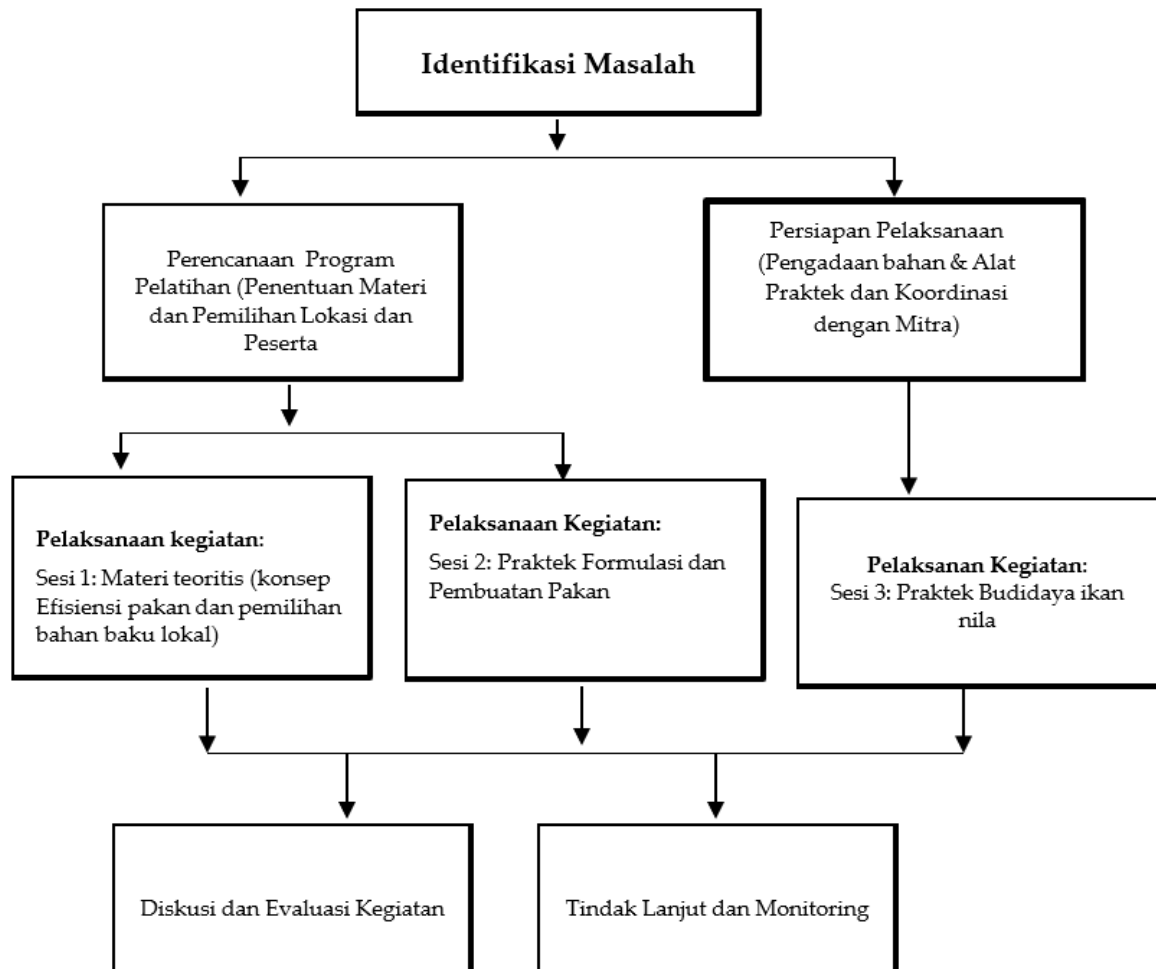 Identifikasi Masalah
Perencanaan Program
Pelatihan (Penentuan Materi
dan Pemilihan Lokasi dan
Peserta
Persiapan Pelaksanaan
(Pengadaan bahan & Alat
Praktek dan Koordinasi
dengan Mitra)
Pelaksanaan kegiatan:
Sesi 1: Materi teoritis (konsep
Efisiensi pakan dan pemilihan
bahan baku lokal)
Pelaksanaan Kegiatan:
Sesi 2: Praktek Formulasi dan
Pembuatan Pakan
Pelaksanan Kegiatan:
Sesi 3: Praktek Budidaya ikan
nila
Diskusi dan Evaluasi Kegiatan
Tindak Lanjut dan Monitoring